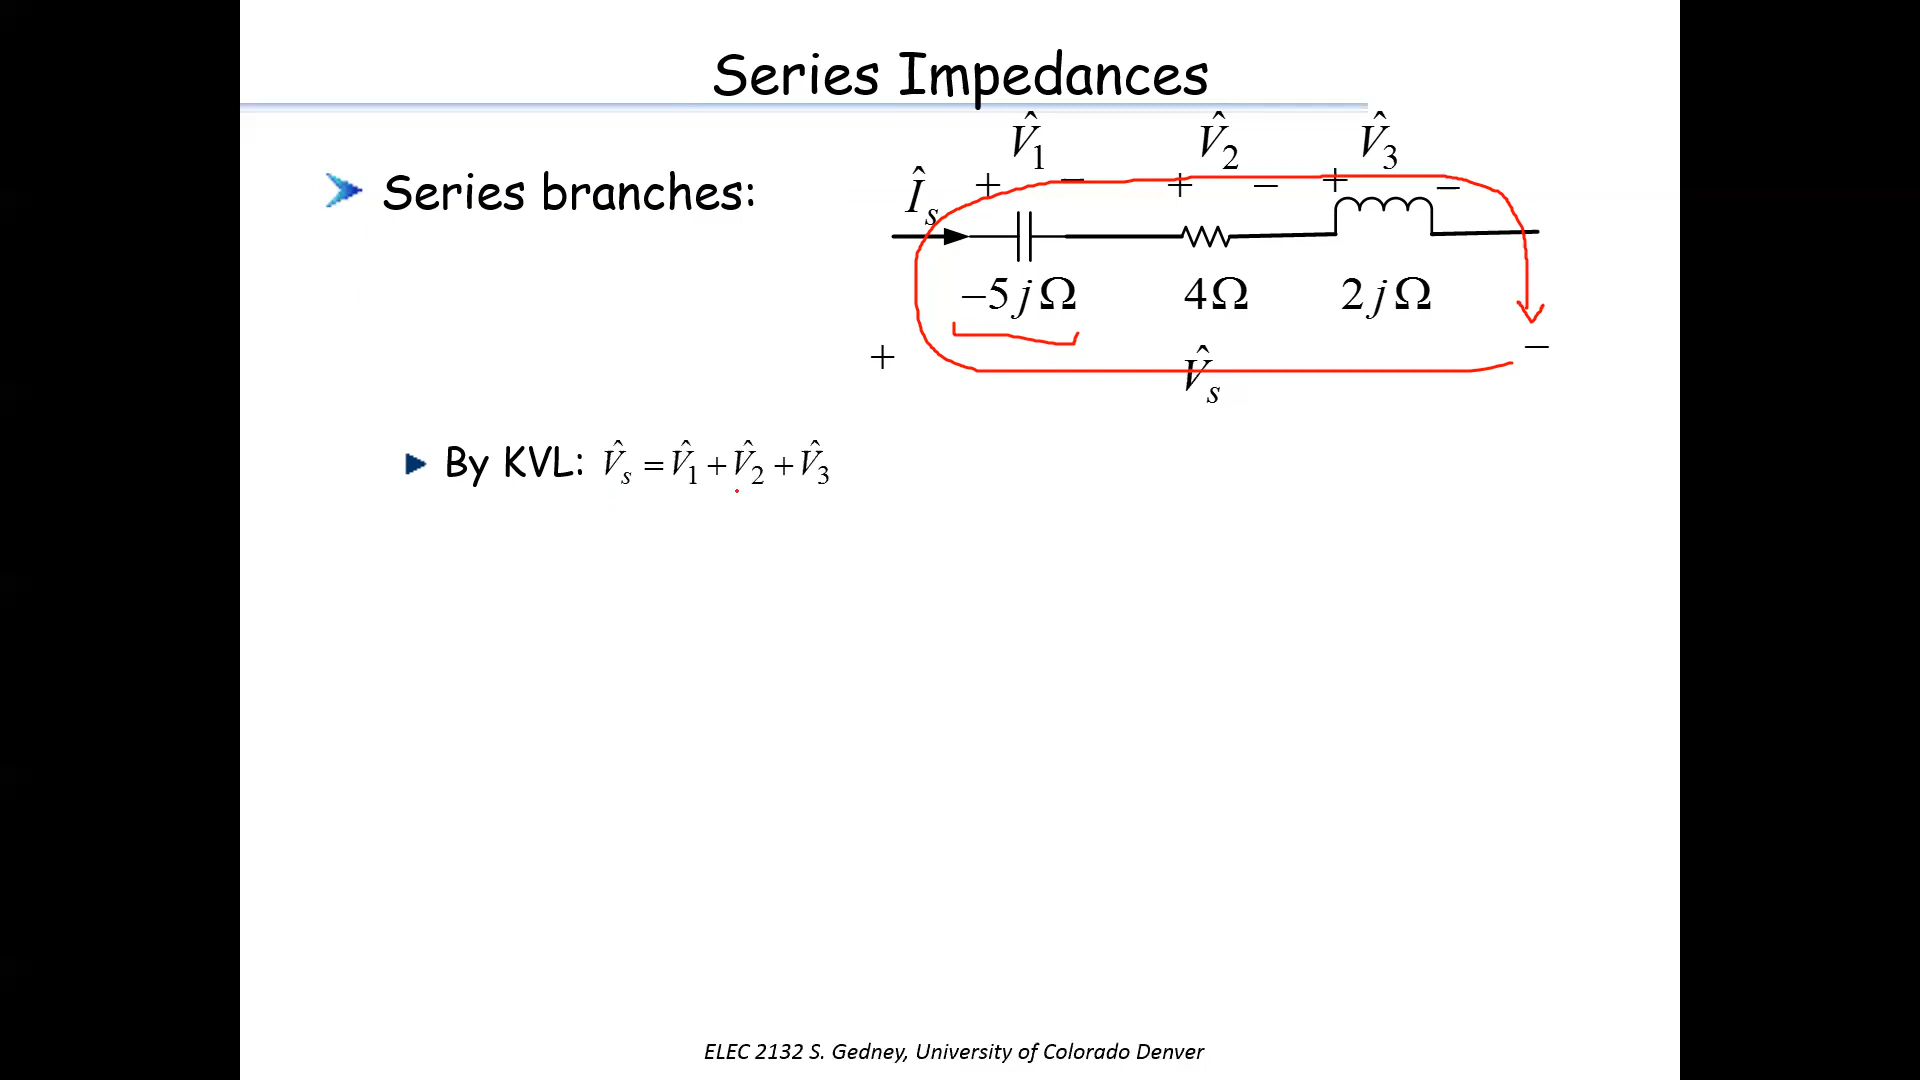 Series Impedances
Series branches:
V̂₁ V̂₂ V̂₃
Îₛ + − + − + −
−5jΩ 4Ω 2jΩ
+ V̂ₛ −
By KVL: V̂ₛ = V̂₁ + V̂₂ + V̂₃
ELEC 2132 S. Gedney, University of Colorado Denver